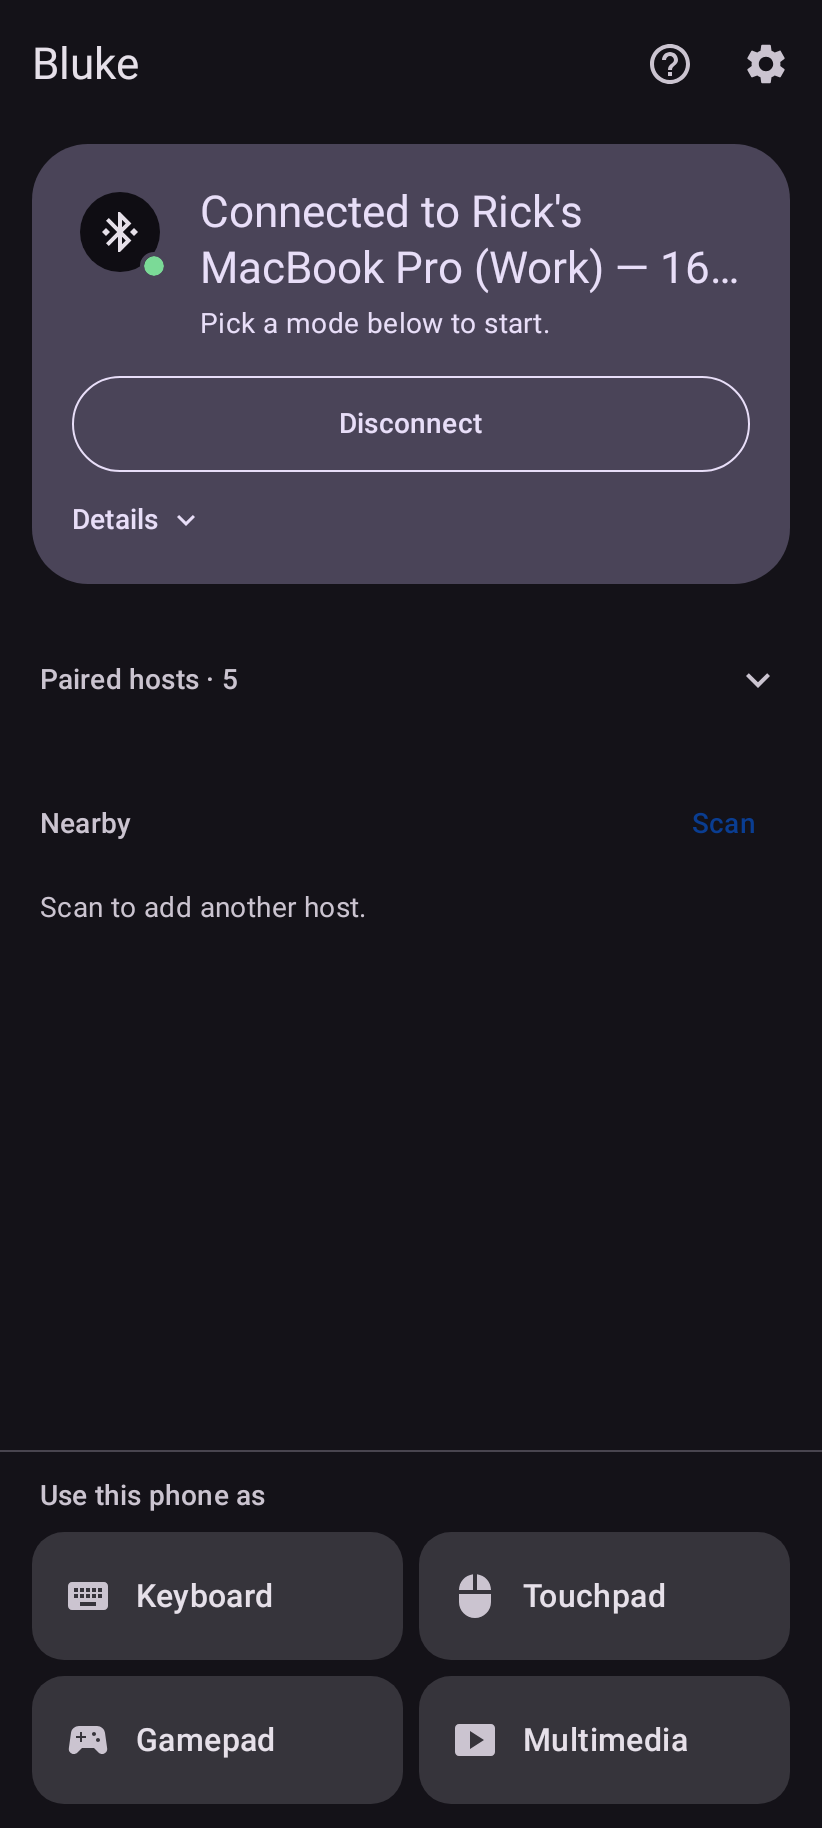 Bluke
Connected to Rick's
MacBook Pro (Work) — 16…
Pick a mode below to start.
Disconnect
Details
Paired hosts · 5
Nearby
Scan
Scan to add another host.
Use this phone as
Keyboard
Touchpad
Gamepad
Multimedia